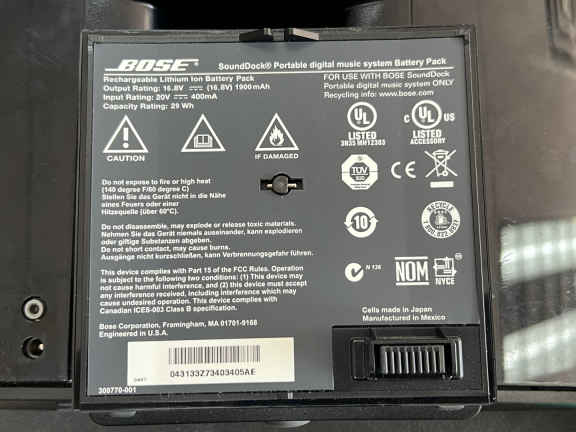 BOSE
SoundDock® Portable digital music system Battery Pack
Rechargeable Lithium Ion Battery Pack
Output Rating: 16.8V (16.8V) 1900mAh
Input Rating: 20V 400mA
Capacity Rating: 29 Wh
FOR USE WITH BOSE SoundDock
Portable digital music system ONLY
Recycling info: www.bose.com
CAUTION
IF DAMAGED
UL
LISTED
3N35 MH12383
C UL US
LISTED
ACCESSORY
TÜV
CE
Do not expose to fire or high heat
(140 degree F/60 degree C)
Stellen Sie das Gerät nicht in die Nähe
eines Feuers oder einer
Hitzequelle (über 60°C).
Do not disassemble, may explode or release toxic materials.
Nehmen Sie das Gerät niemals auseinander, kann explodieren
oder giftige Substanzen abgeben.
Do not short contact, may cause burns.
Ausgänge nicht kurzschließen, kann Verbrennungsgefahr führen.
10
RECYCLE
1.800.822.8837
This device complies with Part 15 of the FCC Rules. Operation
is subject to the following two conditions: (1) This device may
not cause harmful interference, and (2) this device must accept
any interference received, including interference which may
cause undesired operation. This device complies with
Canadian ICES-003 Class B specification.
N 136
NOM
NYCE
Bose Corporation, Framingham, MA 01701-9168
Engineered in U.S.A.
Cells made in Japan
Manufactured in Mexico
043133Z73403405AE
300770-001